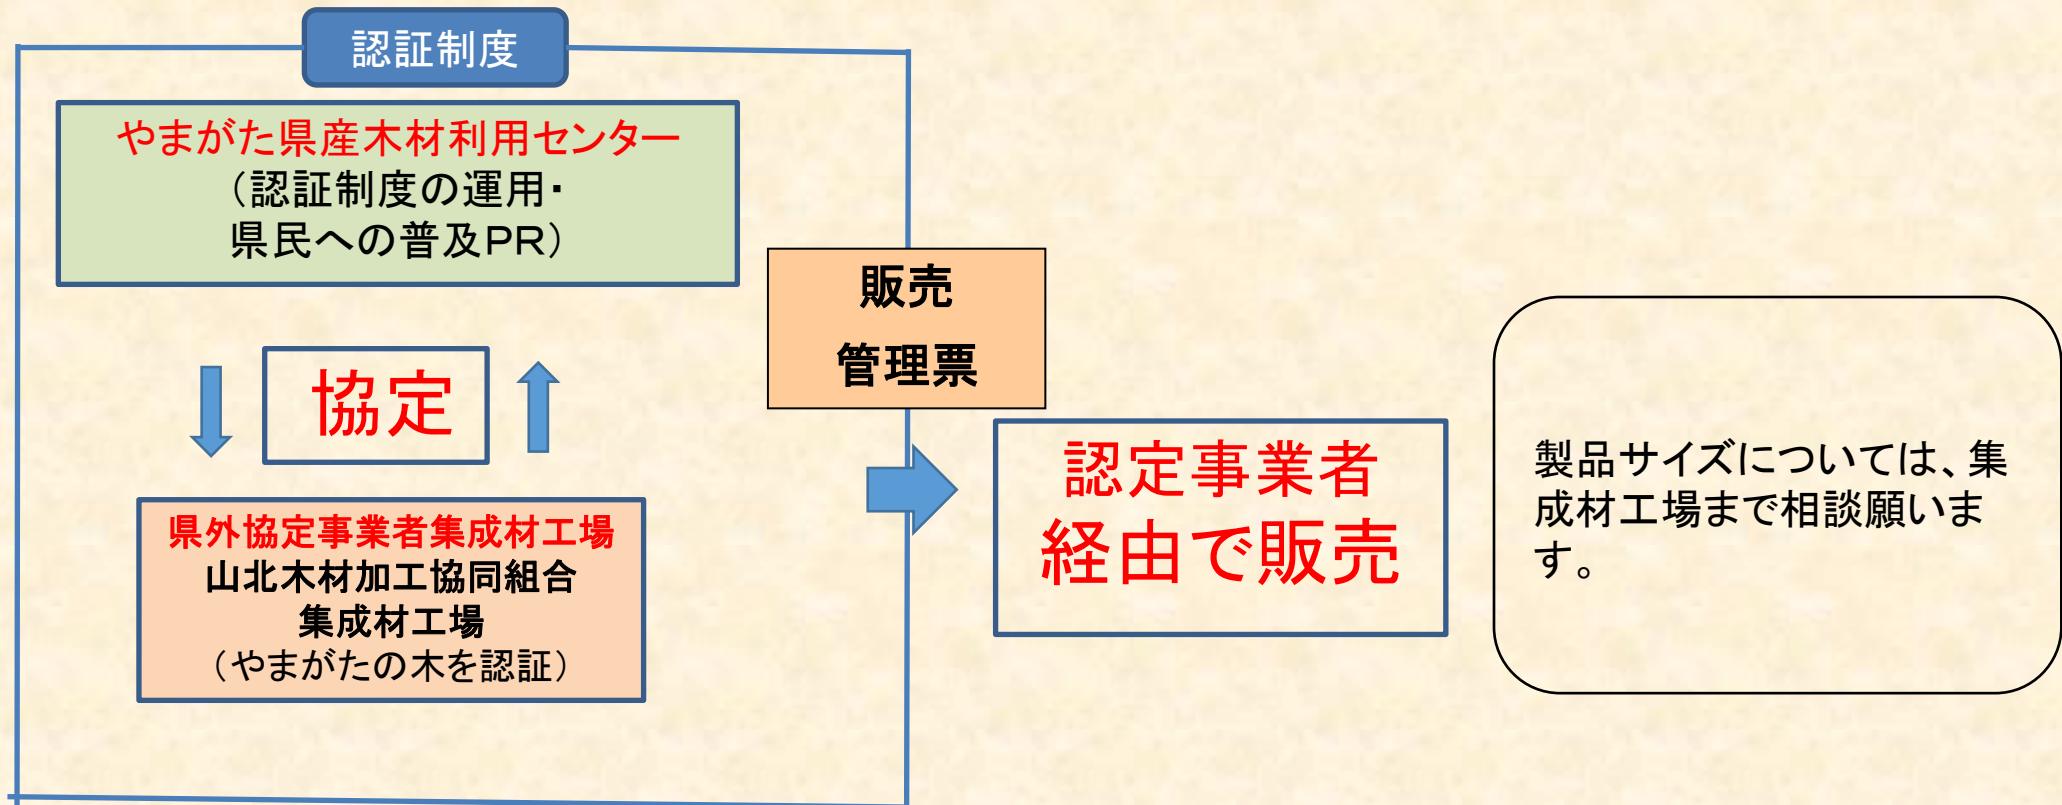 認証制度
やまがた県産木材利用センター
（認証制度の運用・
県民への普及PR）
協定
県外協定事業者集成材工場
山北木材加工協同組合
集成材工場
（やまがたの木を認証）
販売
管理票
認定事業者
経由で販売
製品サイズについては、集
成材工場まで相談願いま
す。